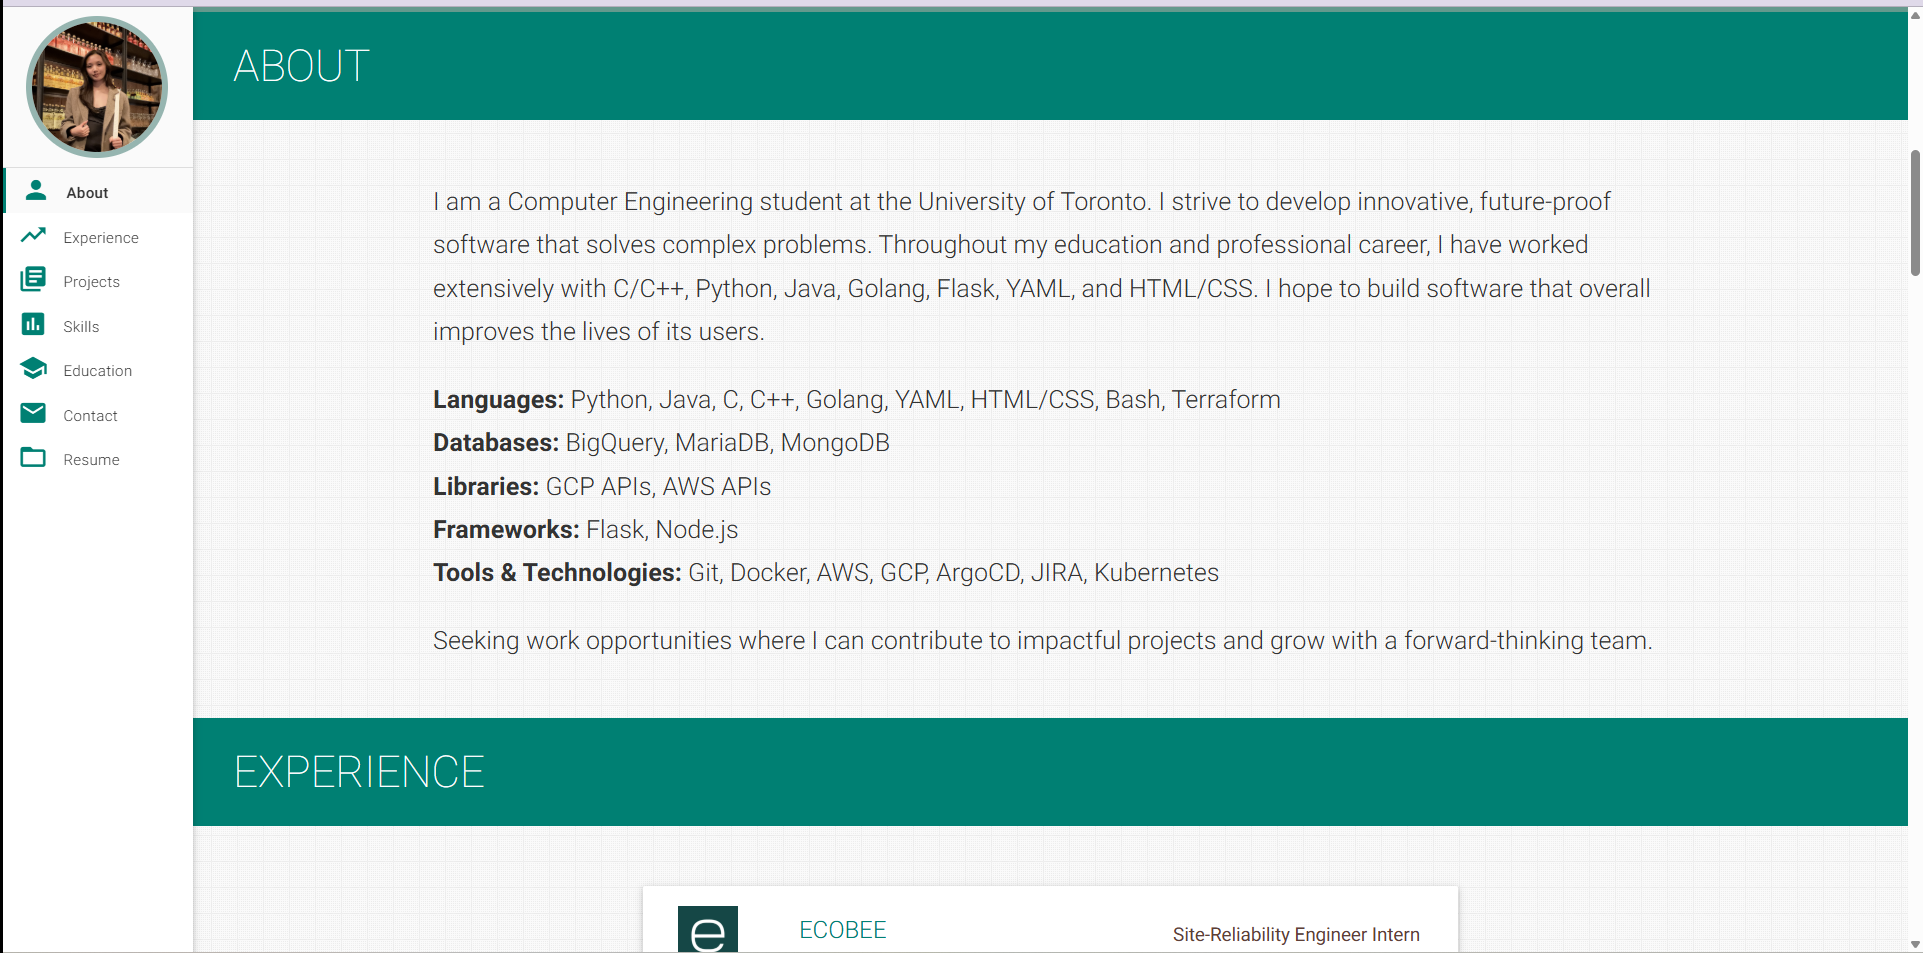 ABOUT
About
Experience
Projects
Skills
Education
Contact
Resume
I am a Computer Engineering student at the University of Toronto. I strive to develop innovative, future-proof
software that solves complex problems. Throughout my education and professional career, I have worked
extensively with C/C++, Python, Java, Golang, Flask, YAML, and HTML/CSS. I hope to build software that overall
improves the lives of its users.
Languages: Python, Java, C, C++, Golang, YAML, HTML/CSS, Bash, Terraform
Databases: BigQuery, MariaDB, MongoDB
Libraries: GCP APIs, AWS APIs
Frameworks: Flask, Node.js
Tools & Technologies: Git, Docker, AWS, GCP, ArgoCD, JIRA, Kubernetes
Seeking work opportunities where I can contribute to impactful projects and grow with a forward-thinking team.
EXPERIENCE
e
ECOBEE
Site-Reliability Engineer Intern